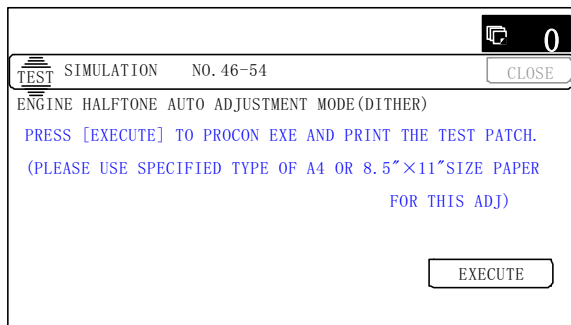 0
TEST SIMULATION NO.46-54 CLOSE
ENGINE HALFTONE AUTO ADJUSTMENT MODE(DITHER)
PRESS [EXECUTE] TO PROCON EXE AND PRINT THE TEST PATCH.
(PLEASE USE SPECIFIED TYPE OF A4 OR 8.5″×11″SIZE PAPER
FOR THIS ADJ)
EXECUTE